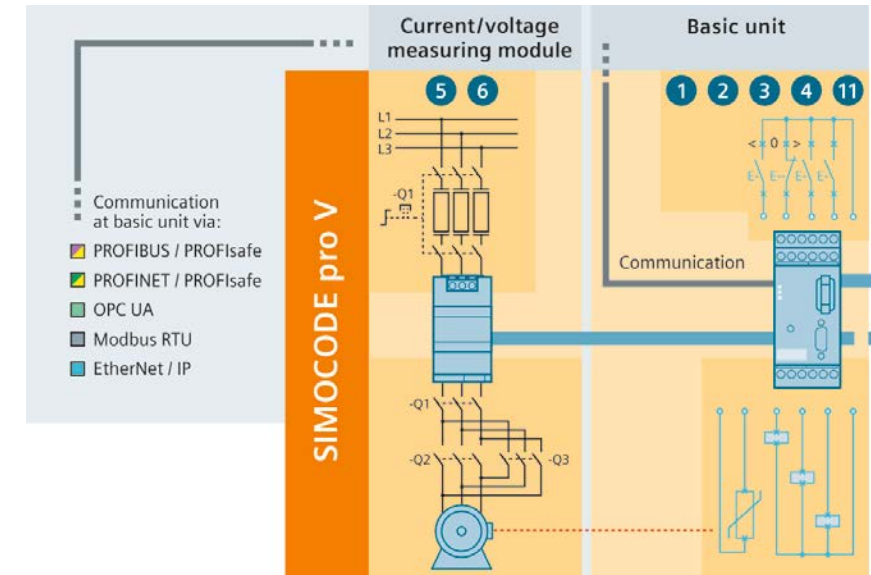 Current/voltage
measuring module
Basic unit
5 6
1 2 3 4 11
L1
L2
L3
< 0 >
E- E-- E- E-
-Q1
Communication
at basic unit via:
PROFIBUS / PROFIsafe
PROFINET / PROFIsafe
OPC UA
Modbus RTU
EtherNet / IP
SIMOCODE pro V
Communication
-Q1
-Q2
-Q3